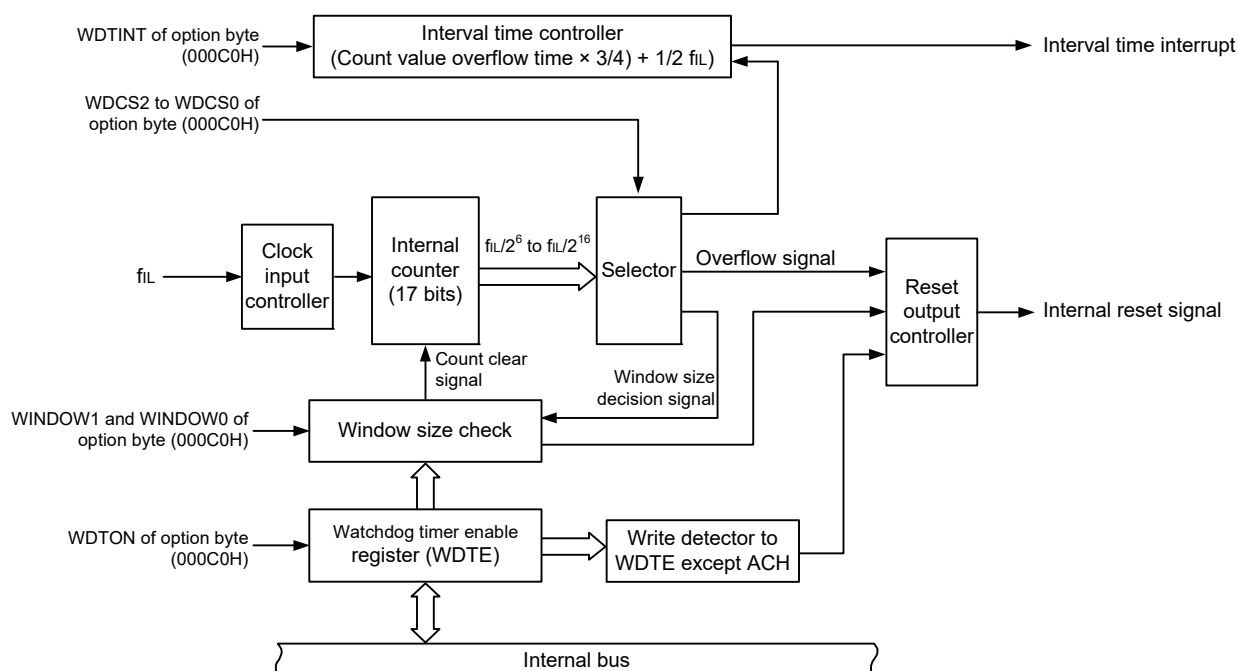 WDTINT of option byte
(000C0H)
Interval time controller
(Count value overflow time × 3/4) + 1/2 fIL)
Interval time interrupt
WDCS2 to WDCS0 of
option byte (000C0H)
fIL
Clock
input
controller
Internal
counter
(17 bits)
fIL/2⁶ to fIL/2¹⁶
Selector
Overflow signal
Reset
output
controller
Internal reset signal
Count clear
signal
Window size
decision signal
WINDOW1 and WINDOW0 of
option byte (000C0H)
Window size check
WDTON of option byte
(000C0H)
Watchdog timer enable
register (WDTE)
Write detector to
WDTE except ACH
Internal bus